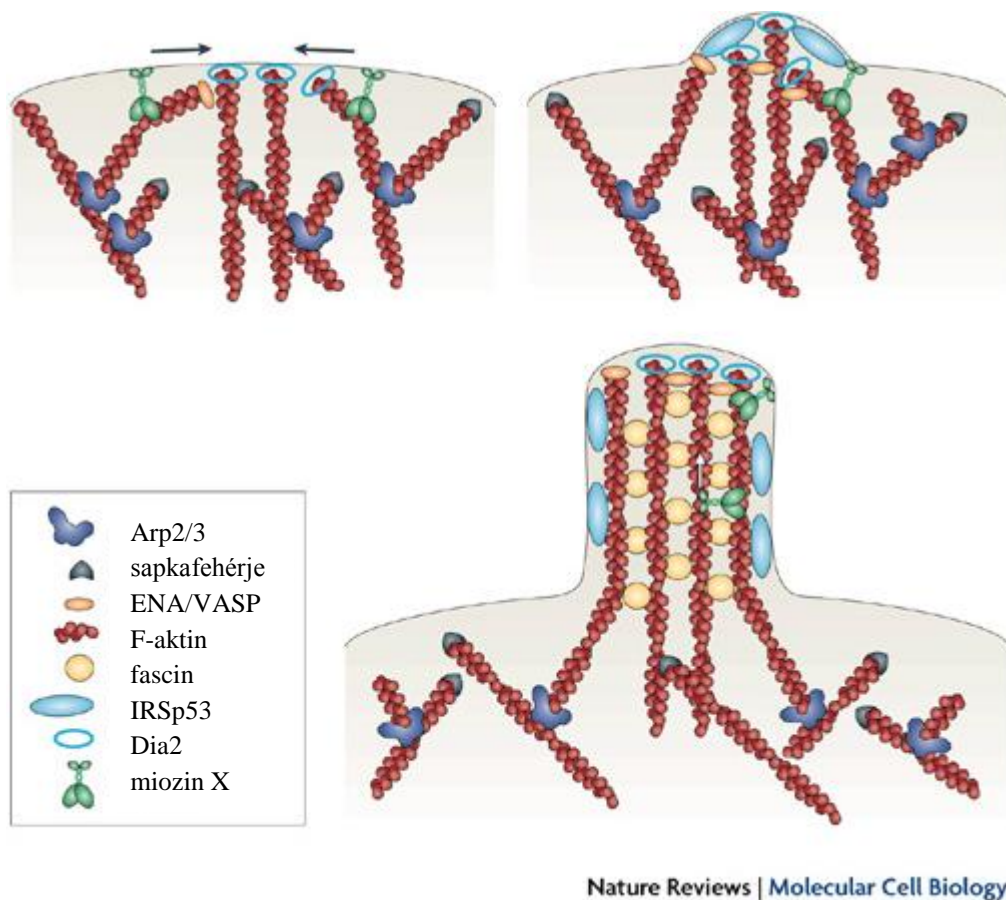 Arp2/3
sapkafehérje
ENA/VASP
F-aktin
fascin
IRSp53
Dia2
miozin X
Nature Reviews | Molecular Cell Biology